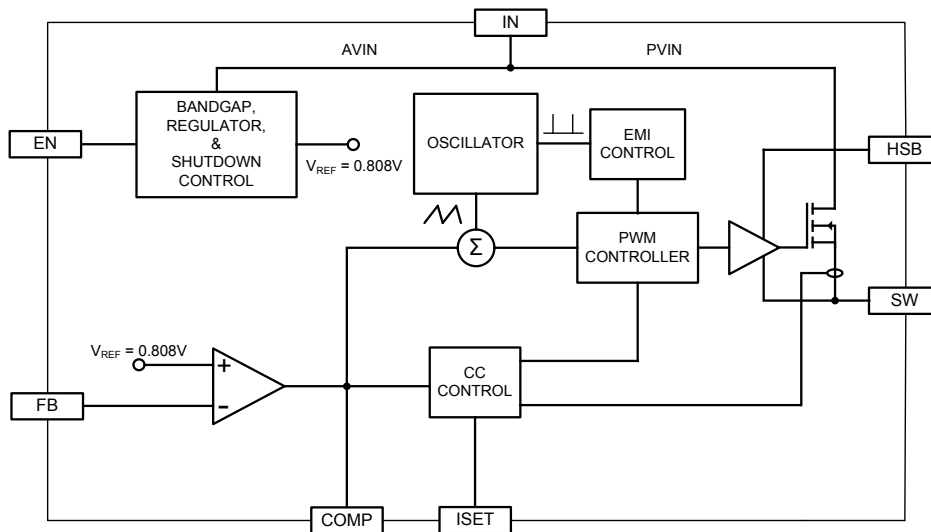 IN
AVIN
PVIN
BANDGAP,
REGULATOR,
&
SHUTDOWN
CONTROL
EN
VREF = 0.808V
OSCILLATOR
EMI
CONTROL
HSB
Σ
PWM
CONTROLLER
SW
VREF = 0.808V
+
-
FB
CC
CONTROL
COMP
ISET